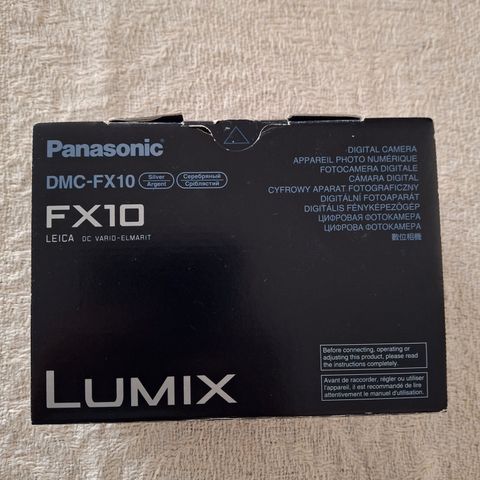 Panasonic
DMC-FX10
Silver
Argent
Серебряный
Сріблястий
FX10
LEICA DC VARIO-ELMARIT
DIGITAL CAMERA
APPAREIL PHOTO NUMÉRIQUE
FOTOCAMERA DIGITALE
CÁMARA DIGITAL
CYFROWY APARAT FOTOGRAFICZNY
DIGITÁLNÍ FOTOAPARÁT
DIGITÁLIS FÉNYKÉPEZŐGÉP
ЦИФРОВАЯ ФОТОКАМЕРА
ЦИФРОВА ФОТОКАМЕРА
數位相機
Before connecting, operating or
adjusting this product, please read
the instructions completely.
Avant de raccorder, régler ou utiliser
l'appareil, il est recommandé de lire
attentivement le manuel d'utilisation.
LUMIX